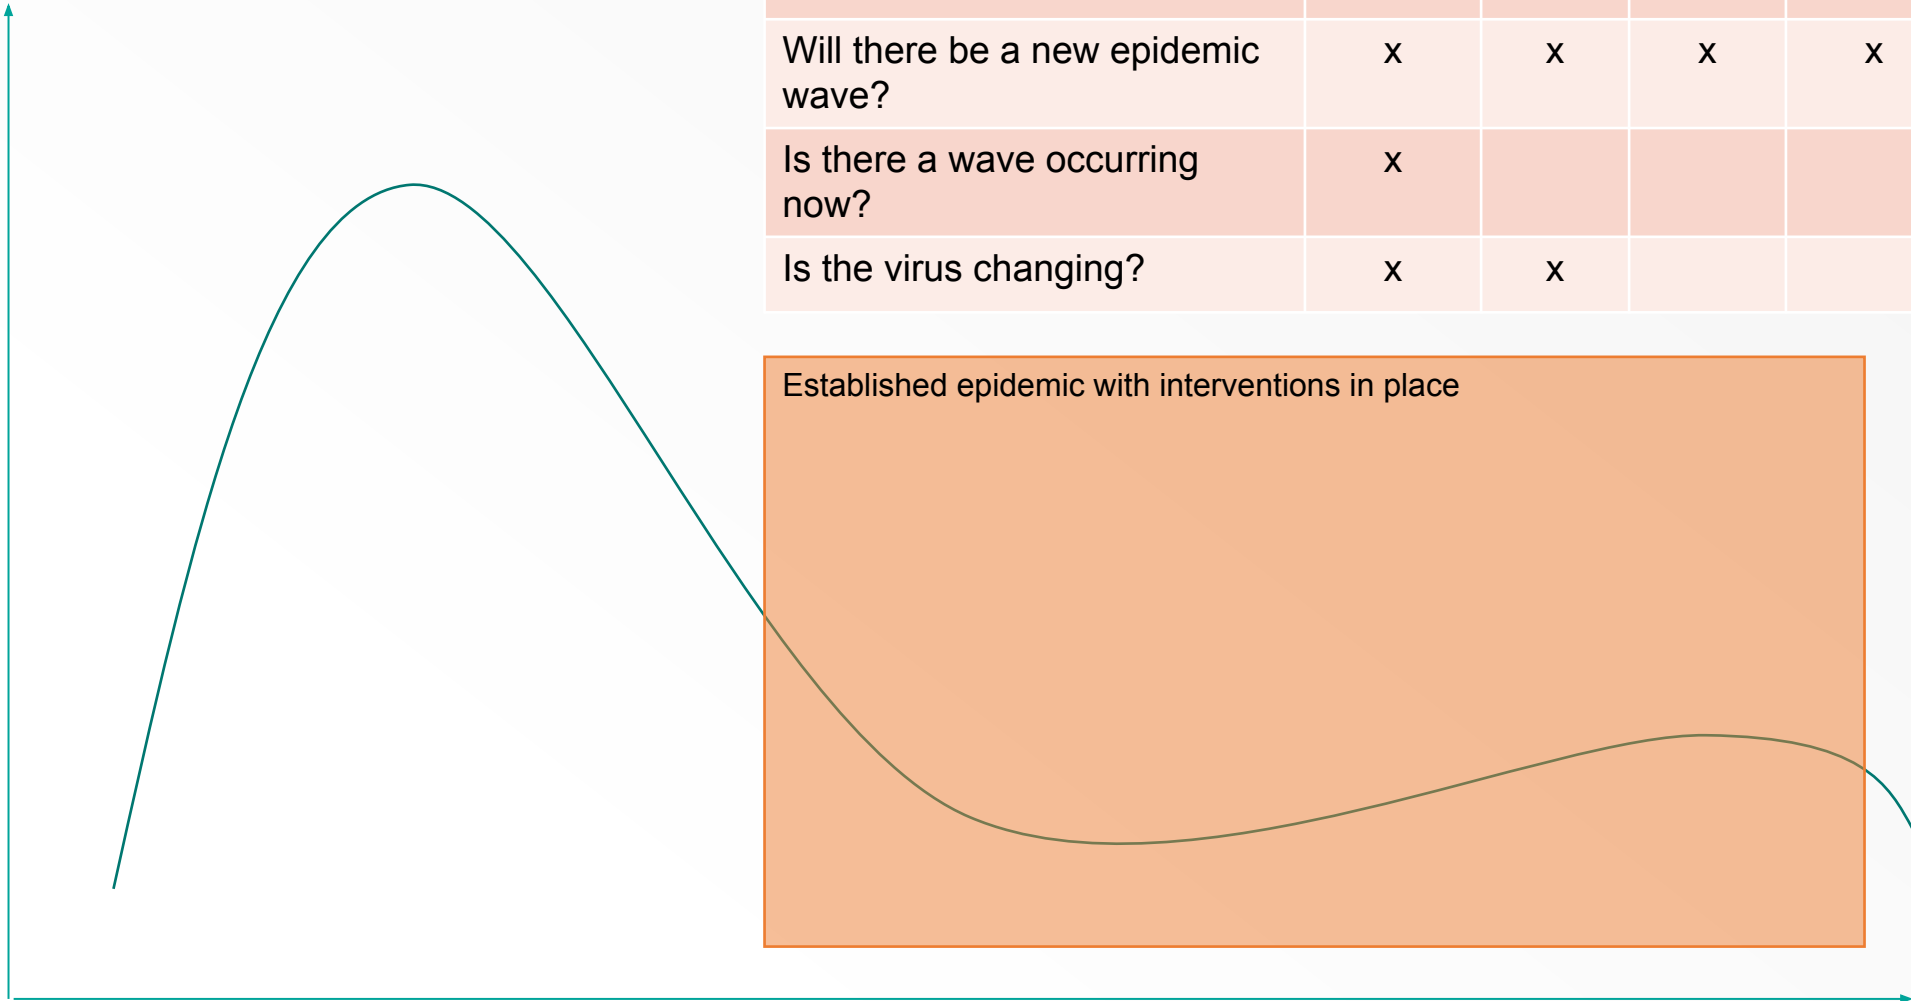 Will there be a new epidemic x x x x
wave?
Is there a wave occurring x
now?
Is the virus changing? x x
Established epidemic with interventions in place